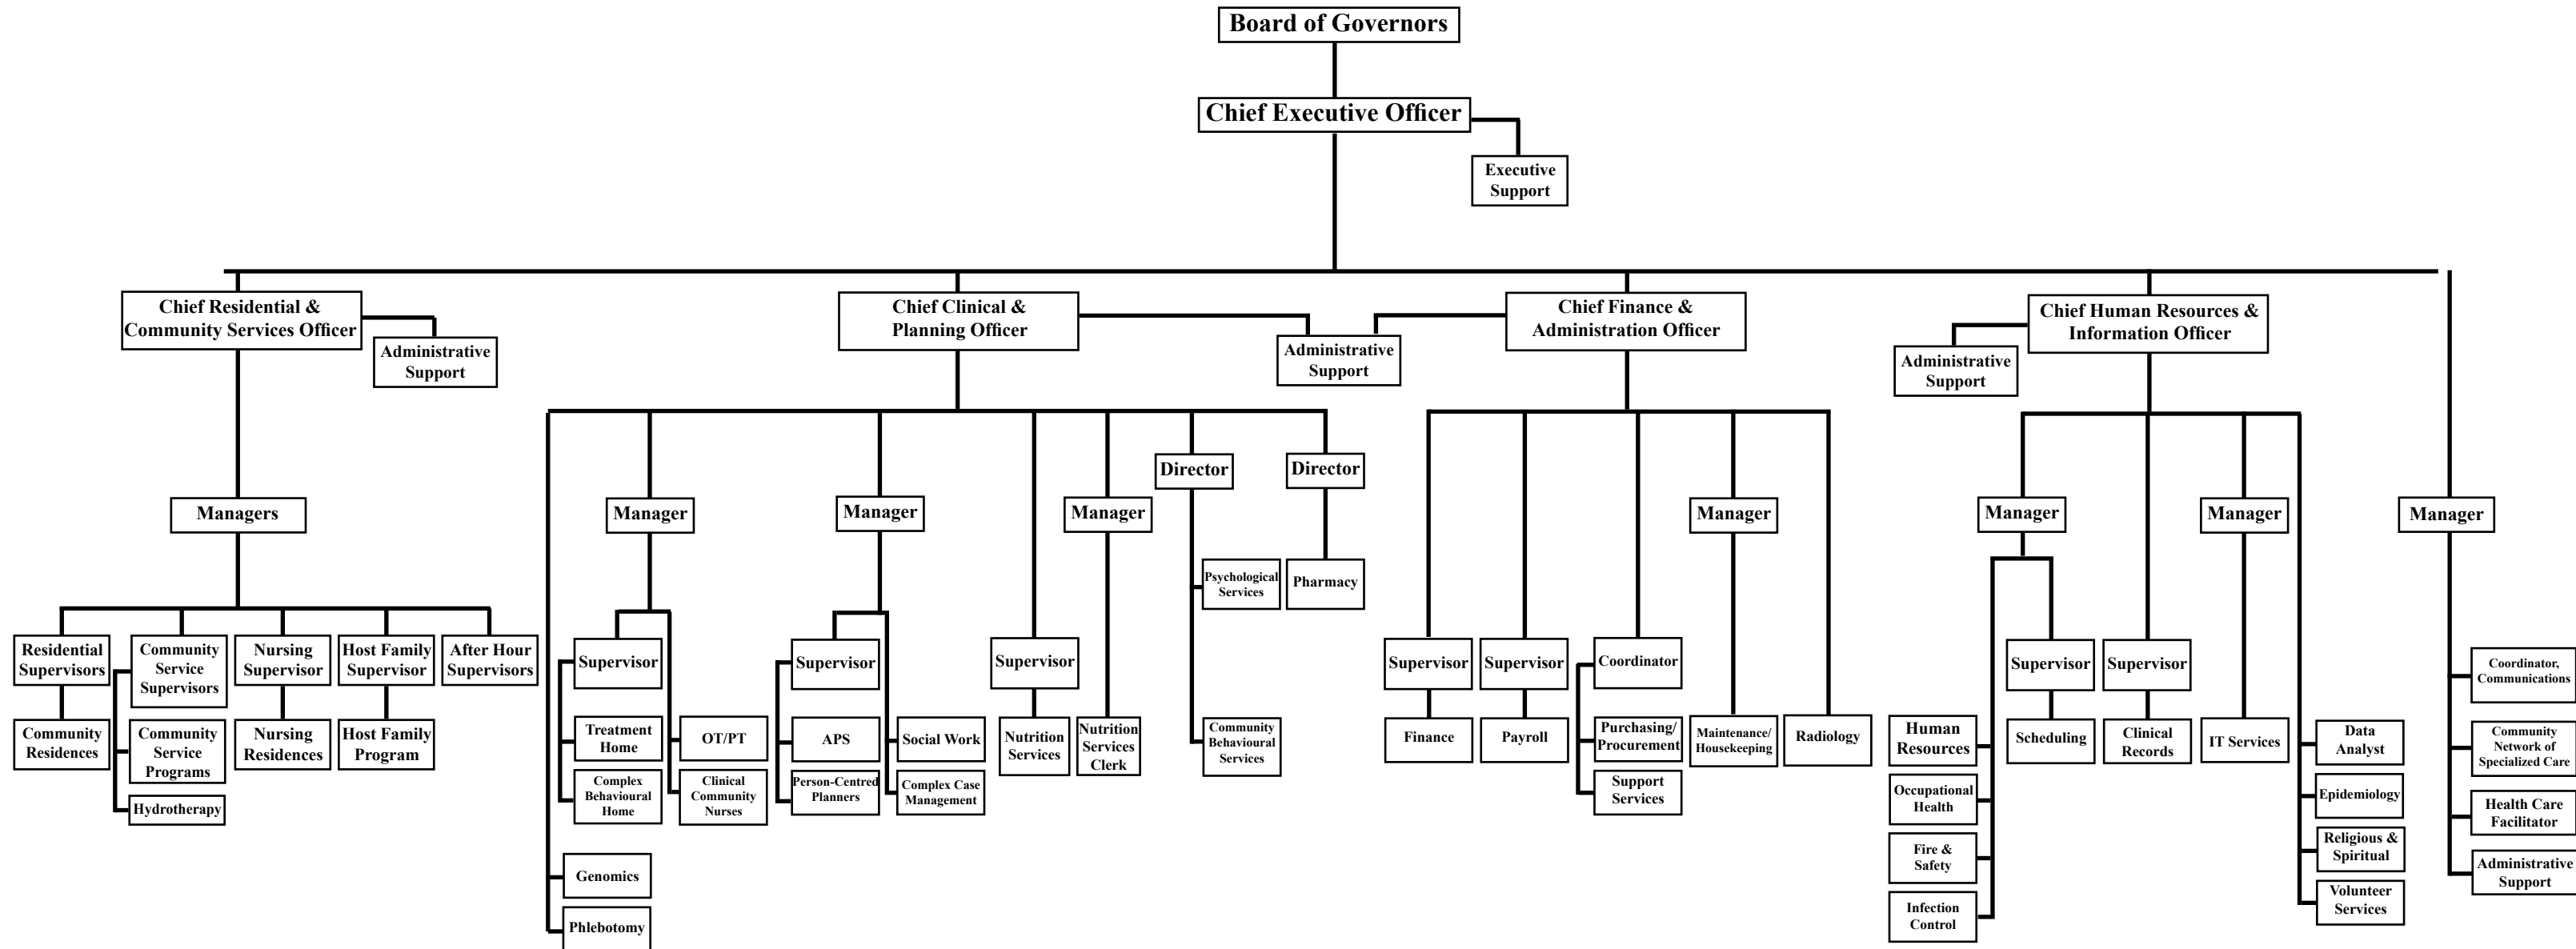 Board of Governors
Chief Executive Officer
Executive
Support
Chief Residential &
Community Services Officer
Administrative
Support
Chief Clinical &
Planning Officer
Administrative
Support
Chief Finance &
Administration Officer
Chief Human Resources &
Information Officer
Administrative
Support
Managers
Residential
Supervisors
Community
Service
Supervisors
Nursing
Supervisor
Host Family
Supervisor
After Hour
Supervisors
Community
Residences
Community
Service
Programs
Nursing
Residences
Host Family
Program
Hydrotherapy
Manager
Supervisor
Treatment
Home
Complex
Behavioural
Home
OT/PT
Clinical
Community
Nurses
Genomics
Phlebotomy
Manager
Supervisor
APS
Person-Centred
Planners
Social Work
Complex Case
Management
Supervisor
Nutrition
Services
Manager
Nutrition
Services
Clerk
Director
Psychological
Services
Community
Behavioural
Services
Director
Pharmacy
Supervisor
Finance
Supervisor
Payroll
Coordinator
Purchasing/
Procurement
Support
Services
Manager
Maintenance/
Housekeeping
Radiology
Manager
Human
Resources
Occupational
Health
Fire &
Safety
Infection
Control
Supervisor
Scheduling
Supervisor
Clinical
Records
Manager
IT Services
Data
Analyst
Epidemiology
Religious &
Spiritual
Volunteer
Services
Manager
Coordinator,
Communications
Community
Network of
Specialized Care
Health Care
Facilitator
Administrative
Support